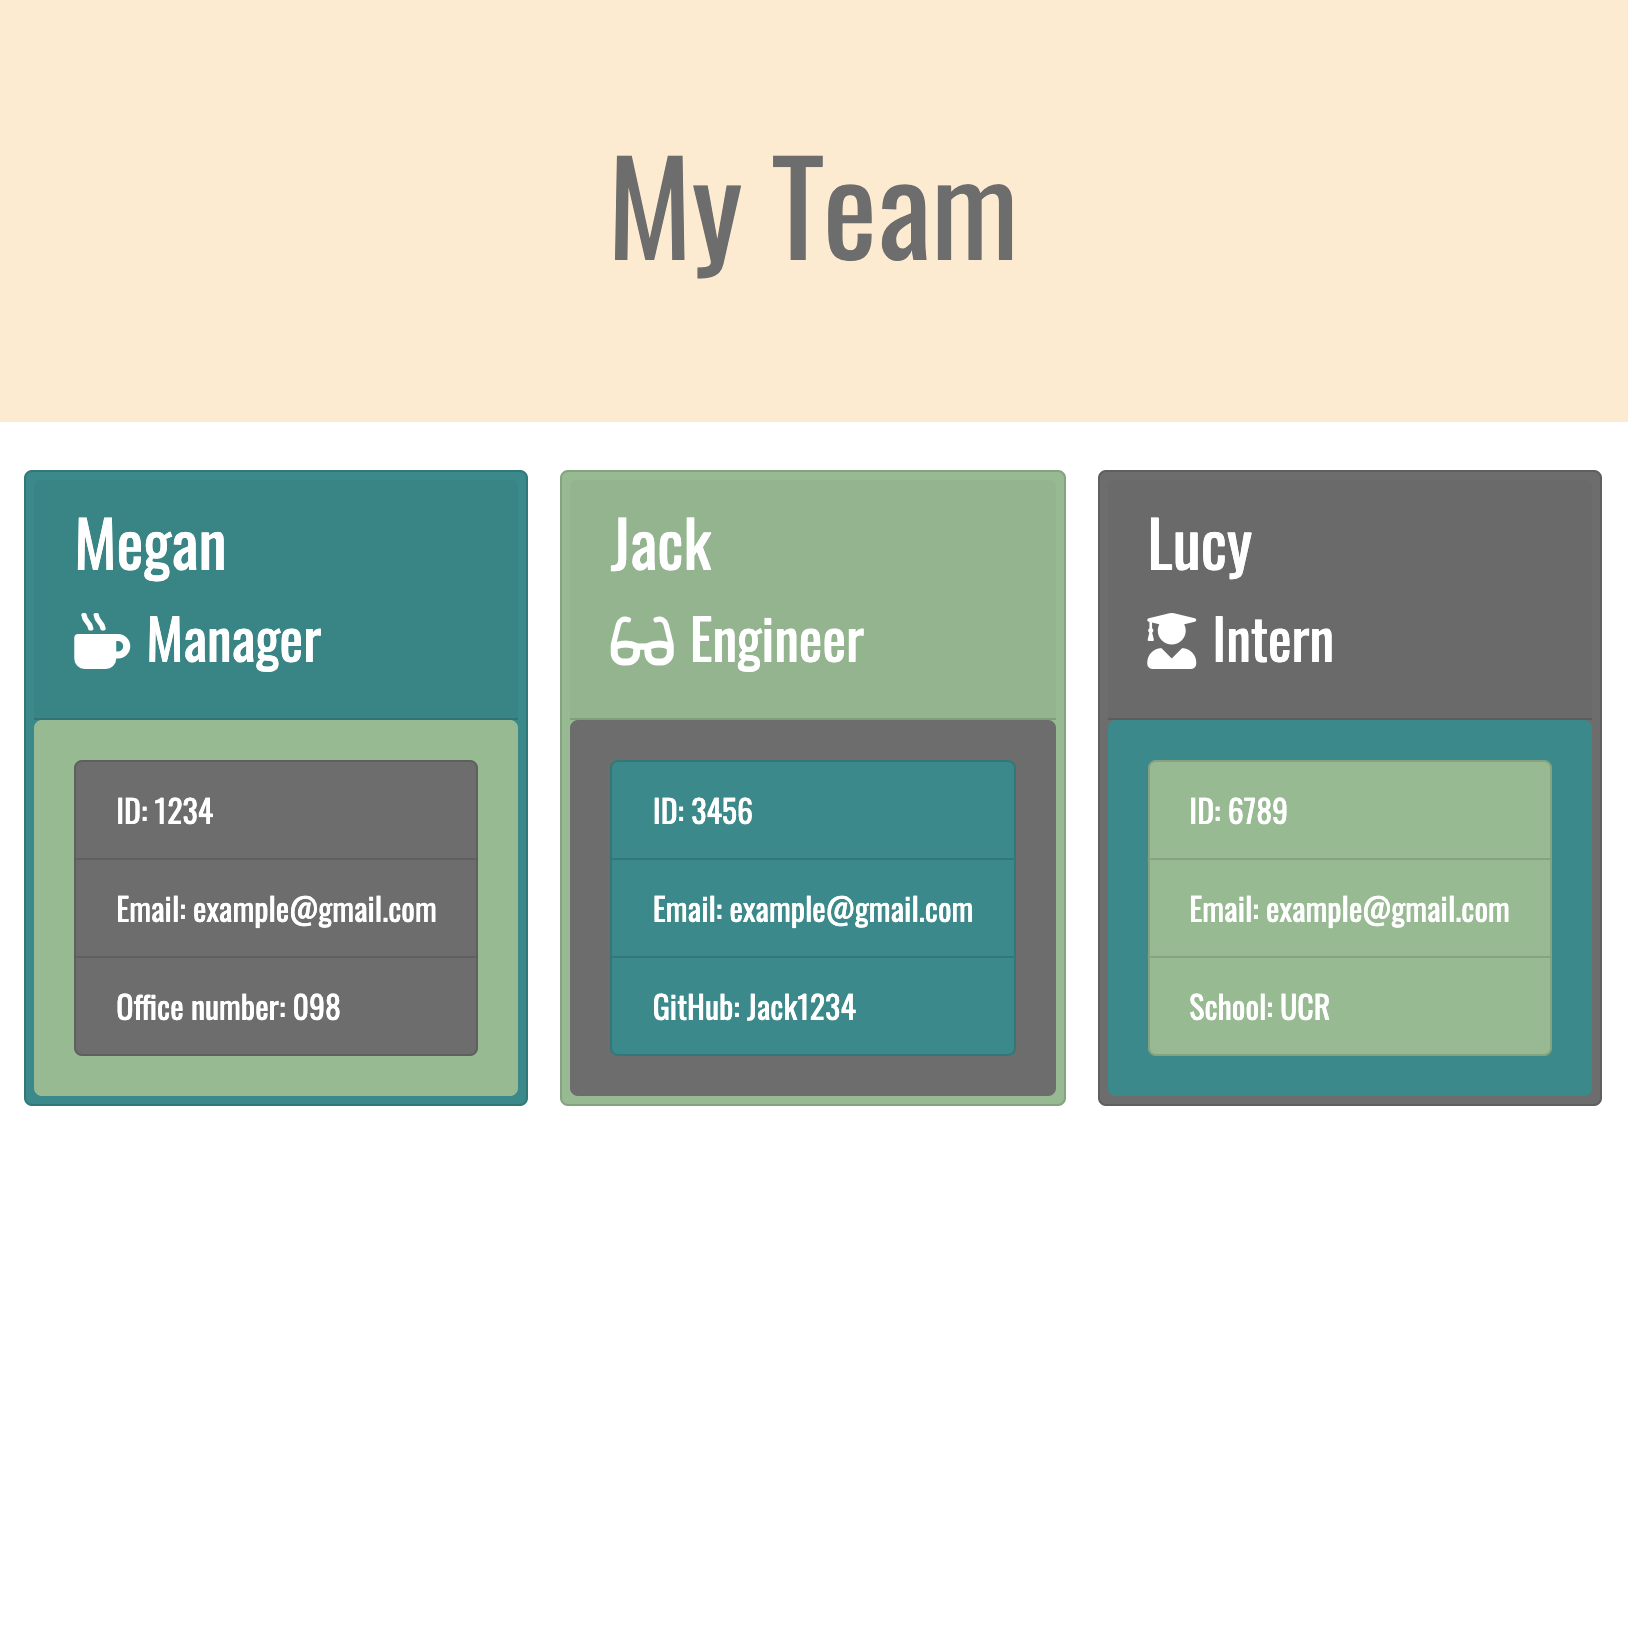 My Team
Megan
Manager
ID: 1234
Email: example@gmail.com
Office number: 098
Jack
Engineer
ID: 3456
Email: example@gmail.com
GitHub: Jack1234
Lucy
Intern
ID: 6789
Email: example@gmail.com
School: UCR